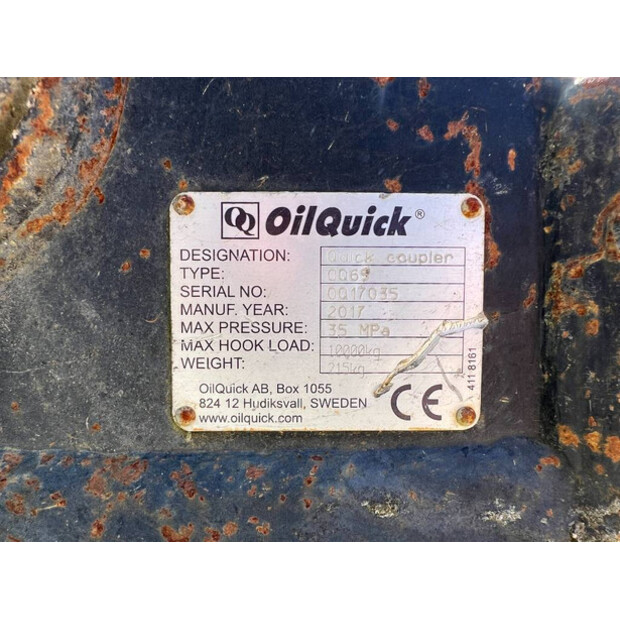 OQ OilQuick®
DESIGNATION: Quick coupler
TYPE: OQ65
SERIAL NO: OQ17035
MANUF. YEAR: 2017
MAX PRESSURE: 35 MPa
MAX HOOK LOAD: 10000kg
WEIGHT: 215kg
OilQuick AB, Box 1055
824 12 Hudiksvall, SWEDEN
www.oilquick.com
CE
411 8161